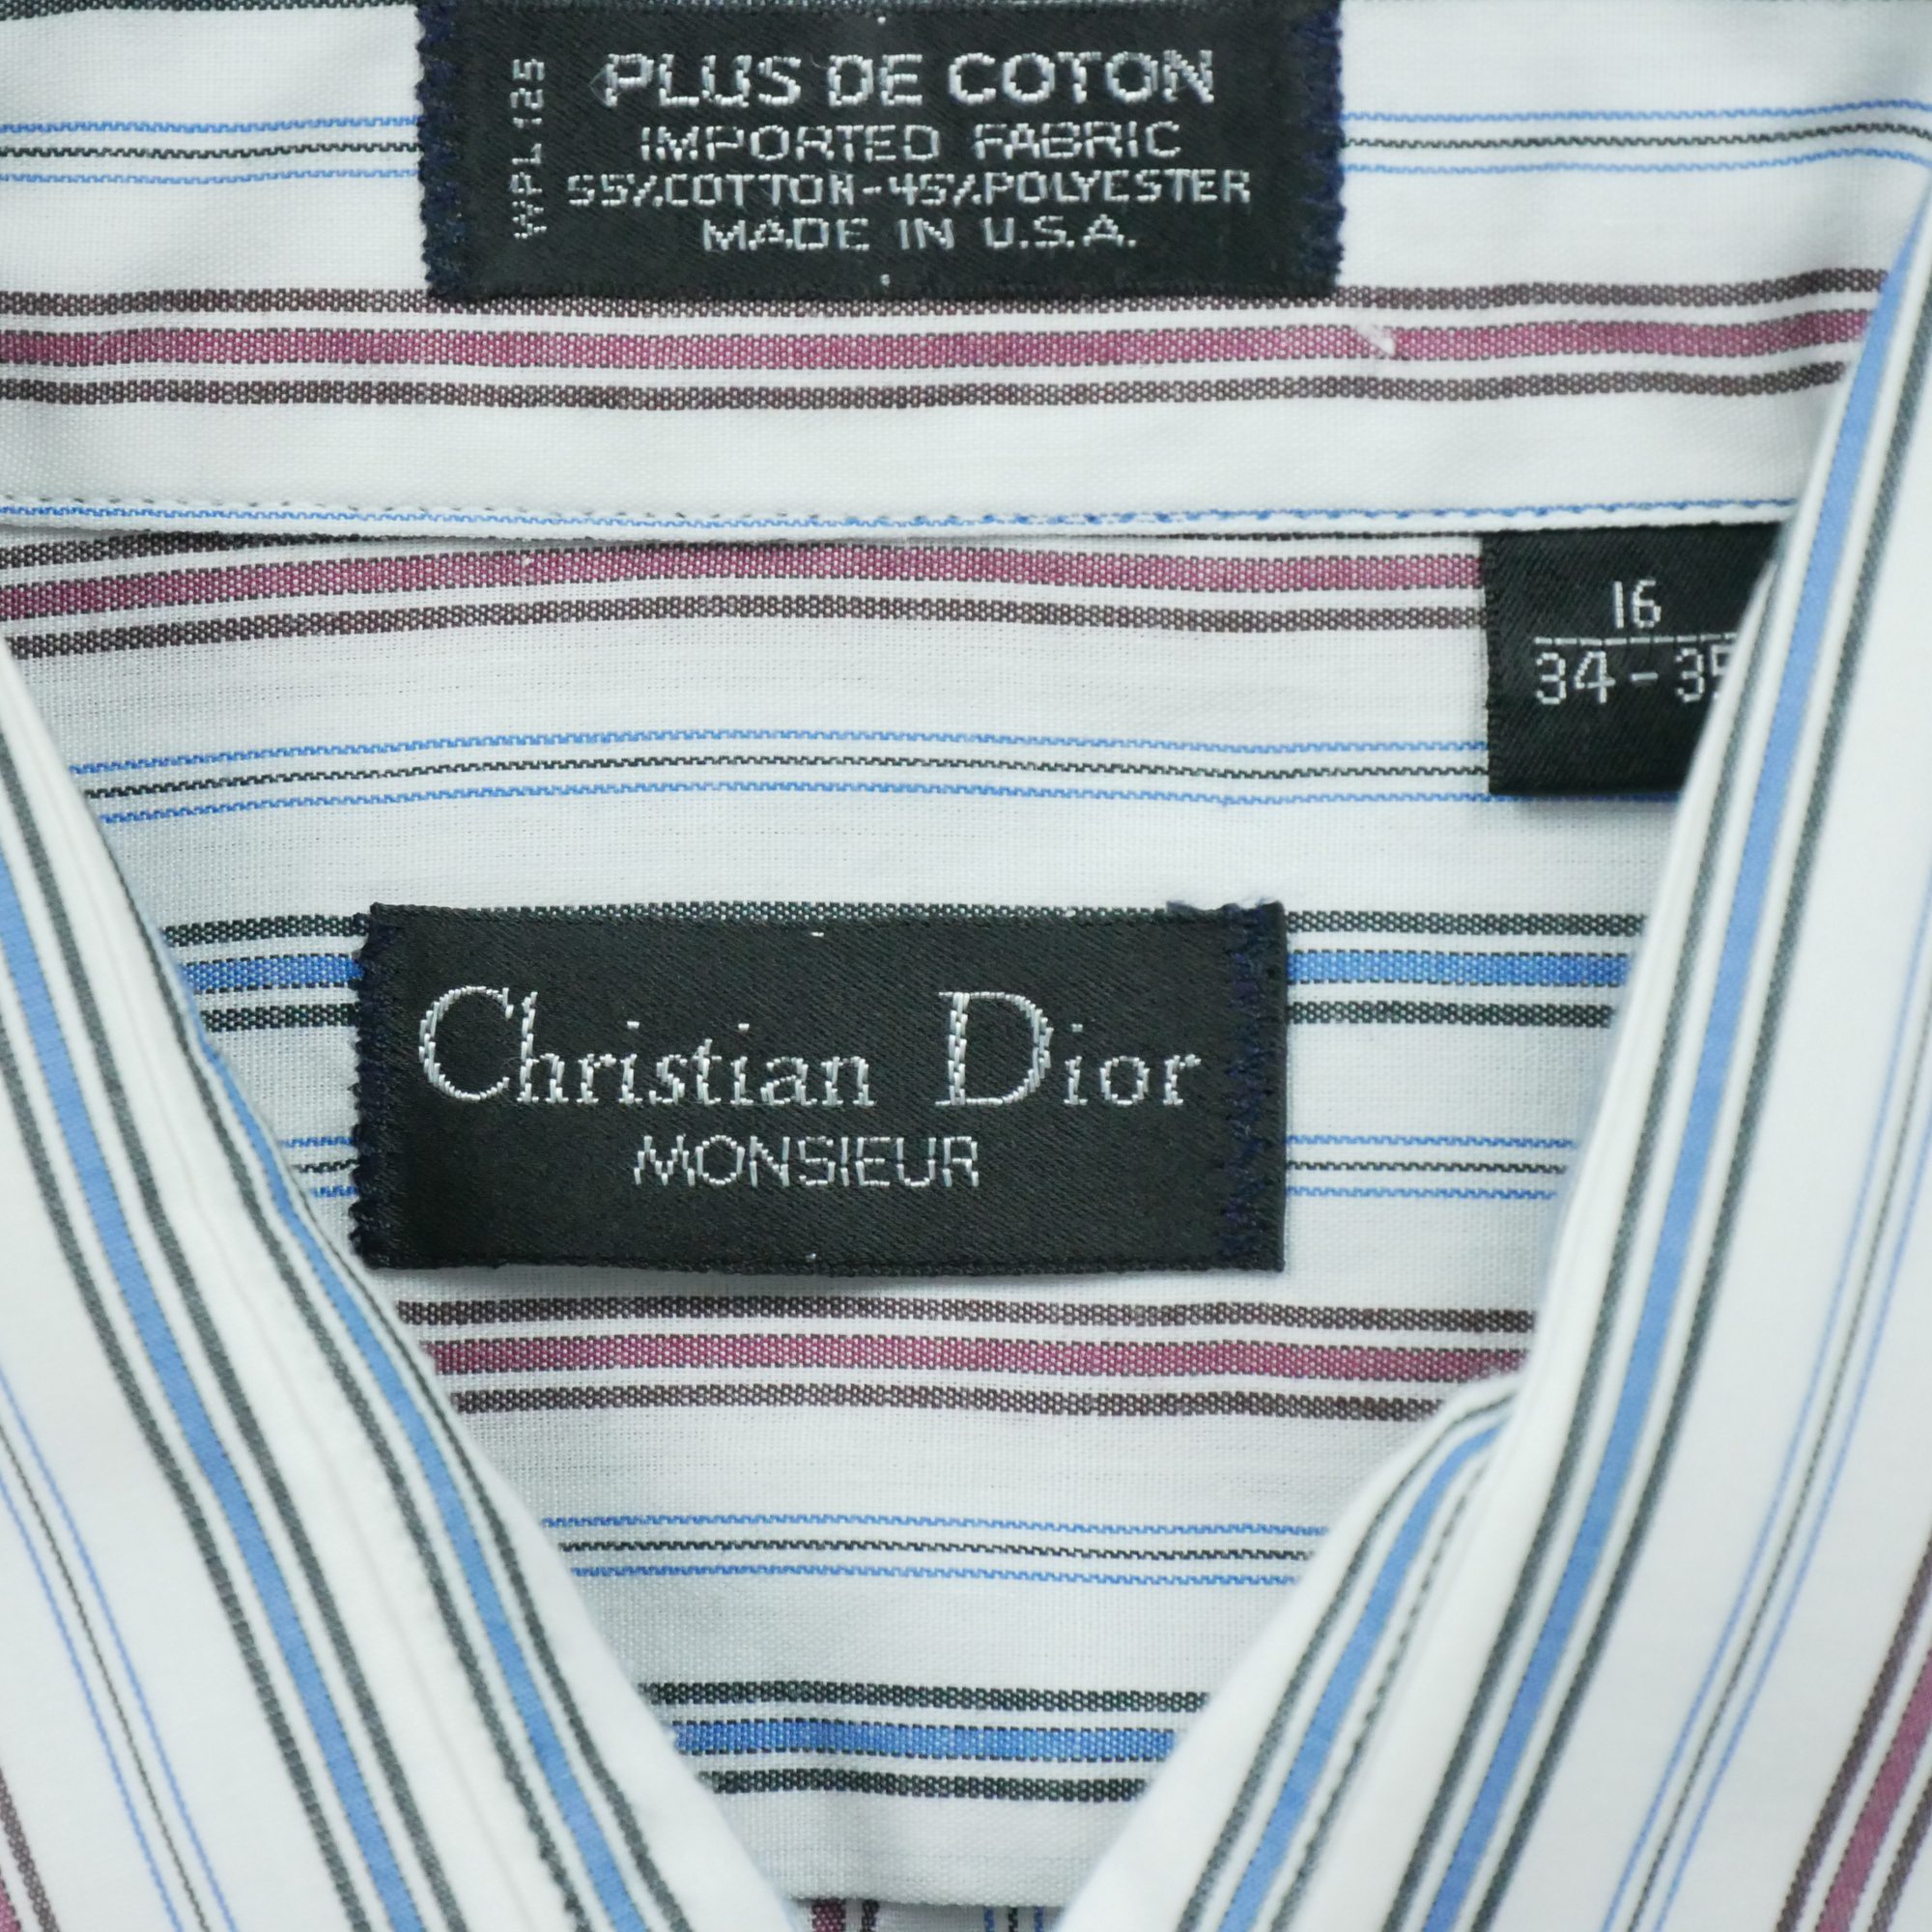 WPL 125
PLUS DE COTON
IMPORTED FABRIC
55%COTTON-45%POLYESTER
MADE IN U.S.A.
16
34-35
Christian Dior
MONSIEUR